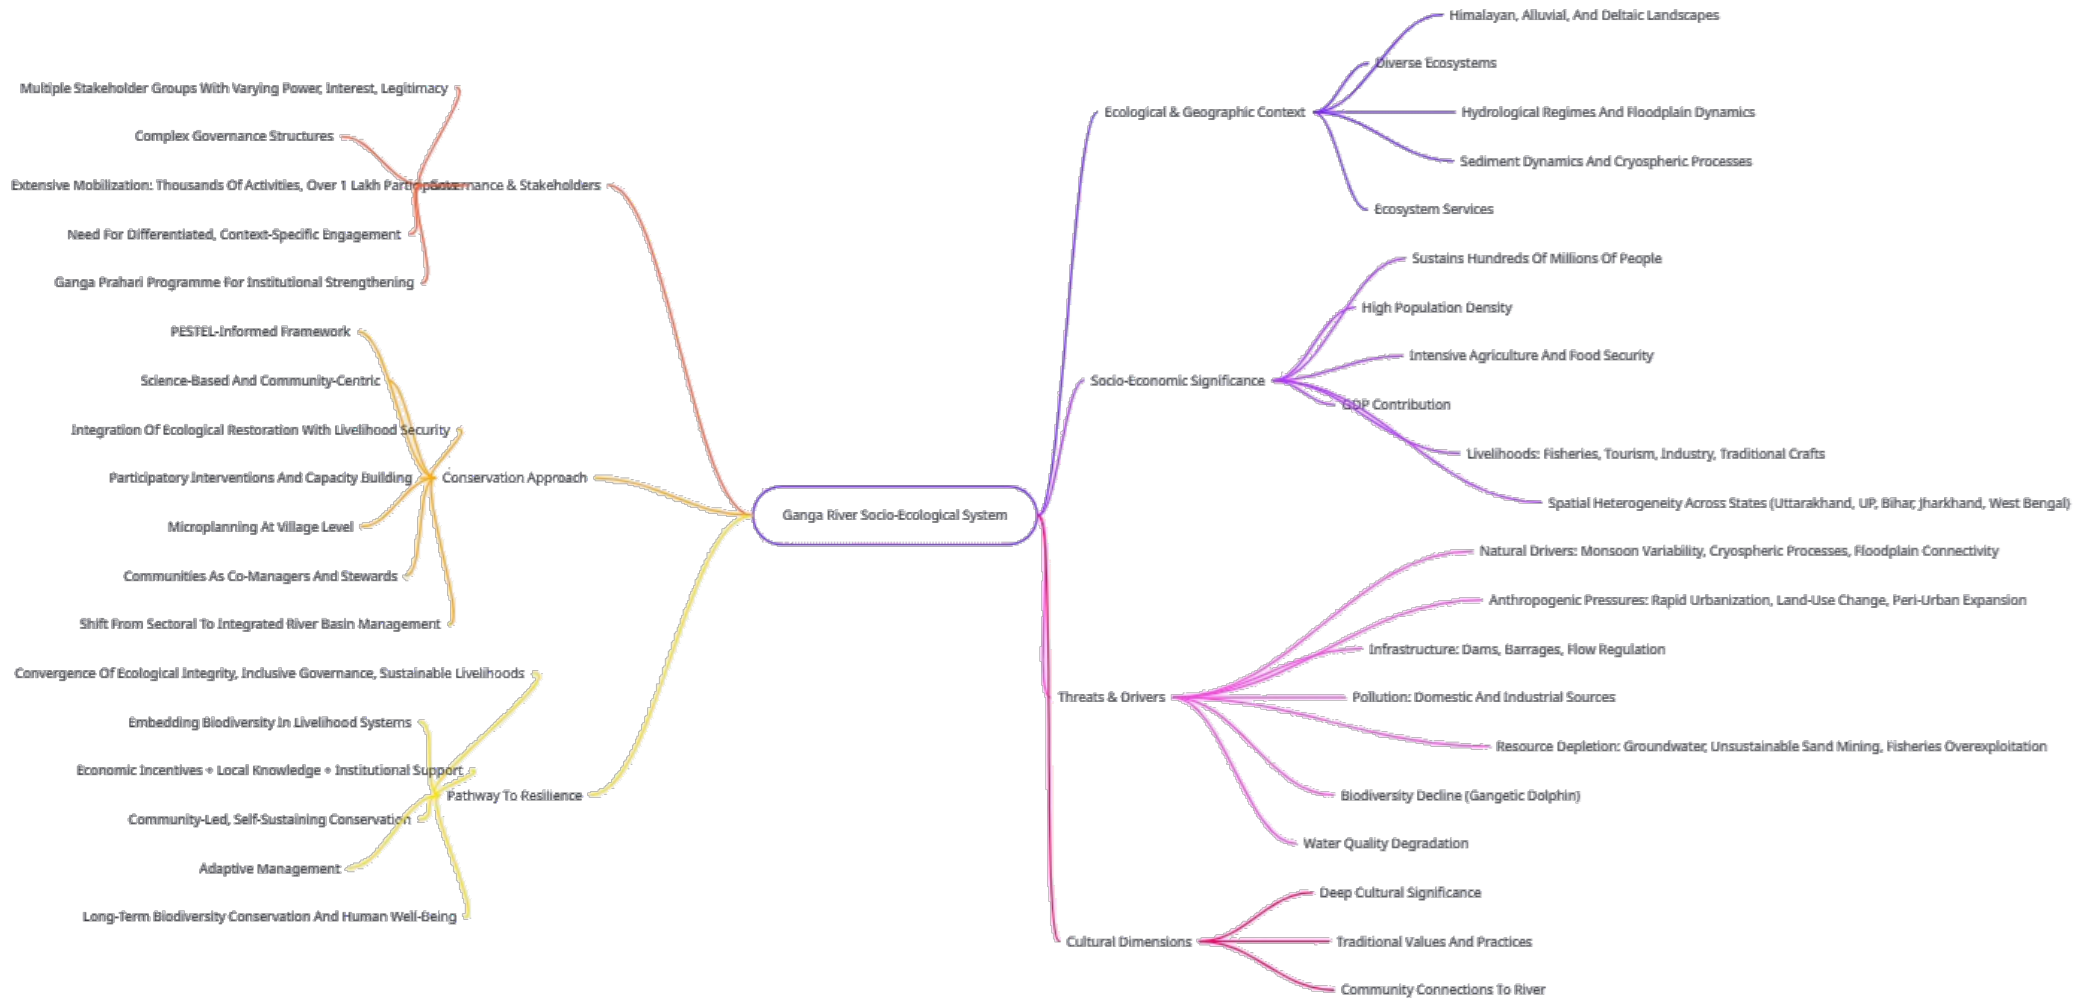 Ganga River Socio-Ecological System
Ecological & Geographic Context
Himalayan, Alluvial, And Deltaic Landscapes
Diverse Ecosystems
Hydrological Regimes And Floodplain Dynamics
Sediment Dynamics And Cryospheric Processes
Ecosystem Services
Socio-Economic Significance
Sustains Hundreds Of Millions Of People
High Population Density
Intensive Agriculture And Food Security
GDP Contribution
Livelihoods: Fisheries, Tourism, Industry, Traditional Crafts
Spatial Heterogeneity Across States (Uttarakhand, UP, Bihar, Jharkhand, West Bengal)
Threats & Drivers
Natural Drivers: Monsoon Variability, Cryospheric Processes, Floodplain Connectivity
Anthropogenic Pressures: Rapid Urbanization, Land-Use Change, Peri-Urban Expansion
Infrastructure: Dams, Barrages, Flow Regulation
Pollution: Domestic And Industrial Sources
Resource Depletion: Groundwater, Unsustainable Sand Mining, Fisheries Overexploitation
Biodiversity Decline (Gangetic Dolphin)
Water Quality Degradation
Cultural Dimensions
Deep Cultural Significance
Traditional Values And Practices
Community Connections To River
Governance & Stakeholders
Multiple Stakeholder Groups With Varying Power, Interest, Legitimacy
Complex Governance Structures
Extensive Mobilization: Thousands Of Activities, Over 1 Lakh Participants
Need For Differentiated, Context-Specific Engagement
Ganga Prahari Programme For Institutional Strengthening
Conservation Approach
PESTEL-Informed Framework
Science-Based And Community-Centric
Integration Of Ecological Restoration With Livelihood Security
Participatory Interventions And Capacity Building
Microplanning At Village Level
Communities As Co-Managers And Stewards
Shift From Sectoral To Integrated River Basin Management
Pathway To Resilience
Convergence Of Ecological Integrity, Inclusive Governance, Sustainable Livelihoods
Embedding Biodiversity In Livelihood Systems
Economic Incentives + Local Knowledge + Institutional Support
Community-Led, Self-Sustaining Conservation
Adaptive Management
Long-Term Biodiversity Conservation And Human Well-Being